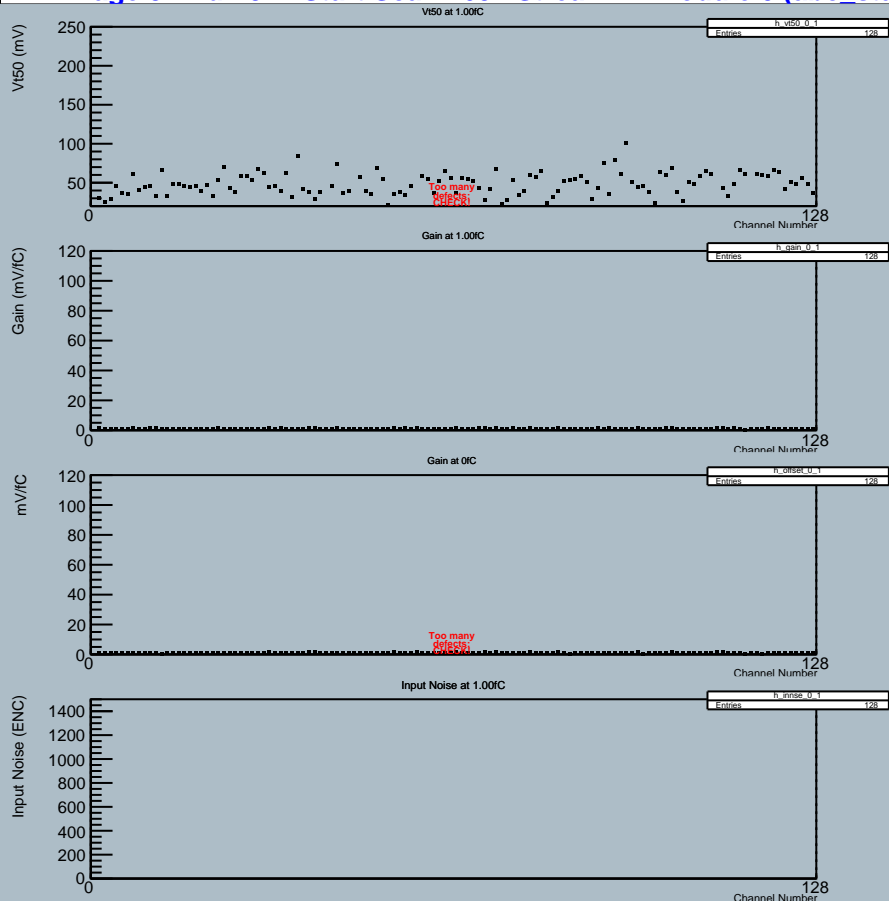 Vt50 at 1.00fC
h_vt50_0_1
Entries 128
Vt50 (mV)
250
200
150
100
50
Too many
defects:
CHECK!
0
128
Channel Number
Gain at 1.00fC
h_gain_0_1
Entries 128
Gain (mV/fC)
120
100
80
60
40
20
0
0
128
Channel Number
Gain at 0fC
h_offset_0_1
Entries 128
mV/fC
120
100
80
60
40
20
0
Too many
defects:
CHECK!
0
128
Channel Number
Input Noise at 1.00fC
h_innse_0_1
Entries 128
Input Noise (ENC)
1400
1200
1000
800
600
400
200
0
0
128
Channel Number